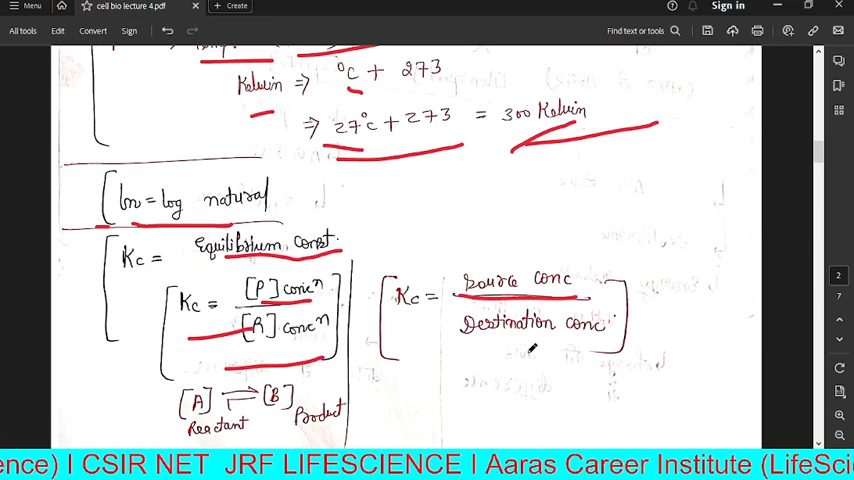 Menu
cell bio lecture 4.pdf
Create
Sign in
All tools Edit Convert Sign
Find text or tools
°C + 273
Kelvin ⇒
⇒ 27°C + 273 = 300 Kelvin
ln = log natural
Kc = Equilibrium const.
Kc = [P] concⁿ
[R] concⁿ
Kc = Source conc
Destination conc
[A] ⇌ [B]
Reactant Product
2
7
ence) I CSIR NET JRF LIFESCIENCE I Aaras Career Institute (LifeSci